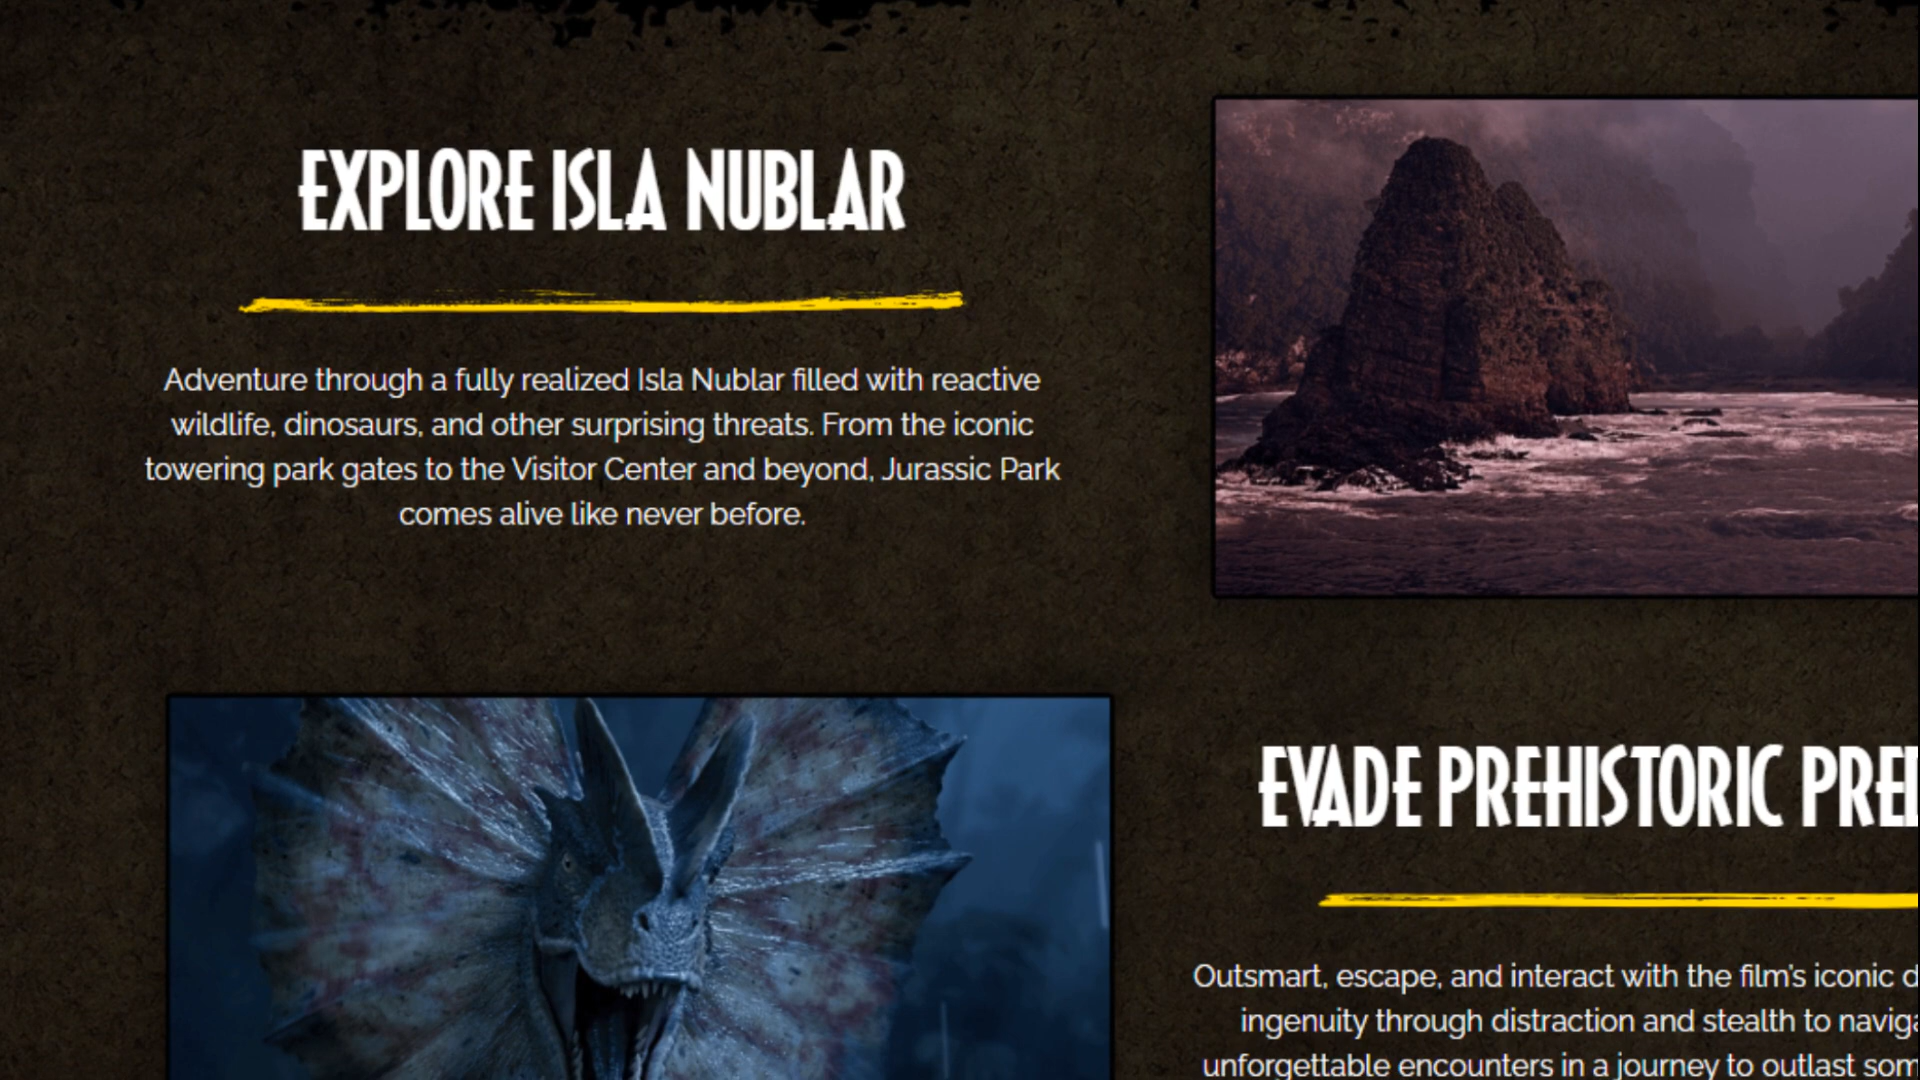 EXPLORE ISLA NUBLAR
Adventure through a fully realized Isla Nublar filled with reactive
wildlife, dinosaurs, and other surprising threats. From the iconic
towering park gates to the Visitor Center and beyond, Jurassic Park
comes alive like never before.
EVADE PREHISTORIC
Outsmart, escape, and interact with the film's iconic
ingenuity through distraction and stealth to
unforgettable encounters in a journey to outlast